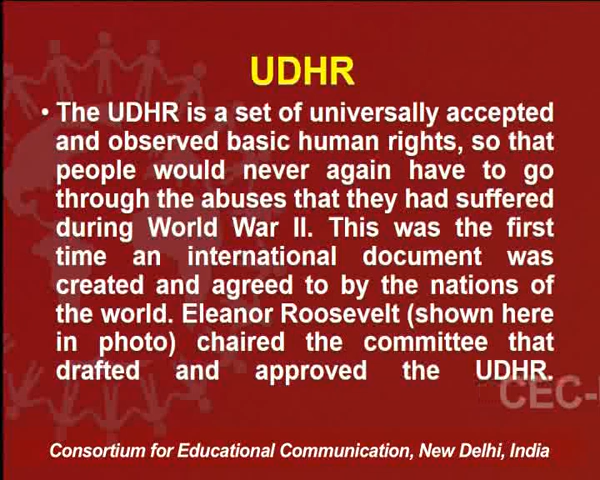 UDHR
• The UDHR is a set of universally accepted
and observed basic human rights, so that
people would never again have to go
through the abuses that they had suffered
during World War II. This was the first
time an international document was
created and agreed to by the nations of
the world. Eleanor Roosevelt (shown here
in photo) chaired the committee that
drafted and approved the UDHR.
CEC-
Consortium for Educational Communication, New Delhi, India